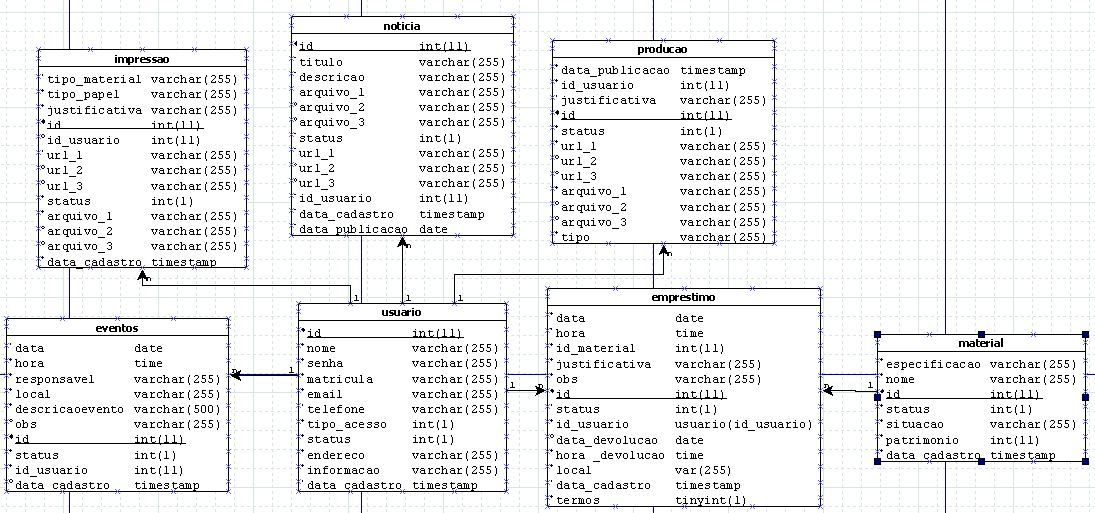 impressao
tipo_material varchar(255)
tipo_papel varchar(255)
justificativa varchar(255)
id int(11)
id_usuario int(11)
url_1 varchar(255)
url_2 varchar(255)
url_3 varchar(255)
status int(1)
arquivo_1 varchar(255)
arquivo_2 varchar(255)
arquivo_3 varchar(255)
data_cadastro timestamp
n
noticia
id int(11)
titulo varchar(255)
descricao varchar(255)
arquivo_1 varchar(255)
arquivo_2 varchar(255)
arquivo_3 varchar(255)
status int(1)
url_1 varchar(255)
url_2 varchar(255)
url_3 varchar(255)
id_usuario int(11)
data_cadastro timestamp
data_publicacao date
n
producao
data_publicacao timestamp
id_usuario int(11)
justificativa varchar(255)
id int(11)
status int(1)
url_1 varchar(255)
url_2 varchar(255)
url_3 varchar(255)
arquivo_1 varchar(255)
arquivo_2 varchar(255)
arquivo_3 varchar(255)
tipo varchar(255)
n
1 1 1
eventos
data date
hora time
responsavel varchar(255)
local varchar(255)
descricaoevento varchar(500)
obs varchar(255)
id int(11)
status int(1)
id_usuario int(11)
data_cadastro timestamp
n 1
usuario
id int(11)
nome varchar(255)
senha varchar(255)
matricula varchar(255)
email varchar(255)
telefone varchar(255)
tipo_acesso int(1)
status int(1)
endereco varchar(255)
informacao varchar(255)
data_cadastro timestamp
1 n
emprestimo
data date
hora time
id_material int(11)
justificativa varchar(255)
obs varchar(255)
id int(11)
status int(1)
id_usuario usuario(id_usuario)
data_devolucao date
hora _devolucao time
local var(255)
data_cadastro timestamp
termos tinyint(1)
n 1
material
especificacao varchar(255)
nome varchar(255)
id int(11)
status int(1)
situacao varchar(255)
patrimonio int(11)
data_cadastro timestamp